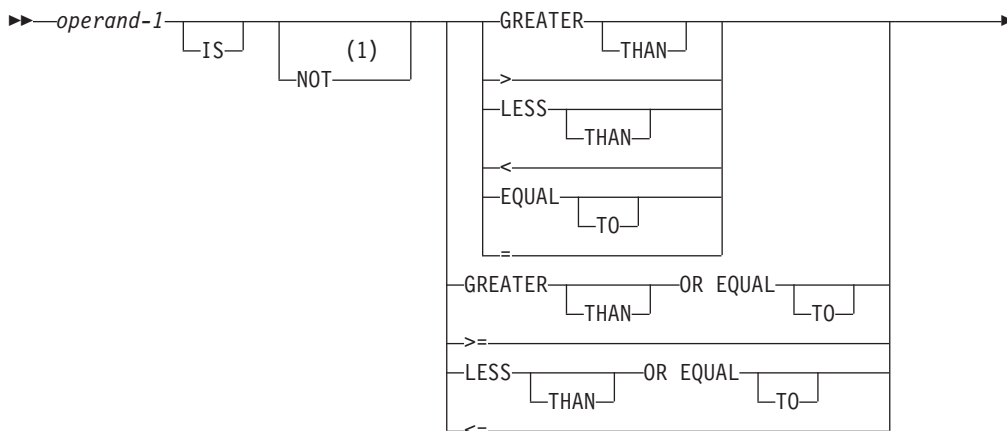 operand-1 GREATER
IS (1) THAN
NOT >
LESS
THAN
<
EQUAL
TO
=
GREATER OR EQUAL
THAN TO
>=
LESS OR EQUAL
THAN TO
<=